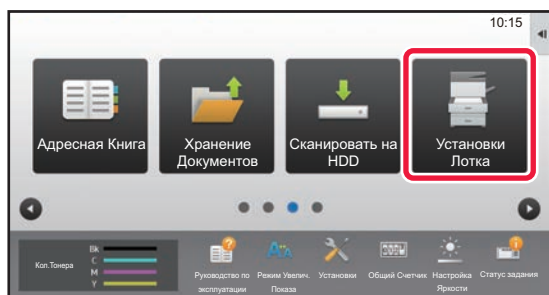 10:15
Адресная Книга
Хранение
Документов
Сканировать на
HDD
Установки
Лотка
Кол.Тонера
Bk
C
M
Y
Руководство по
эксплуатации
Режим Увелич.
Показа
Установки
Общий Счетчик
Настройка
Яркости
Статус задания